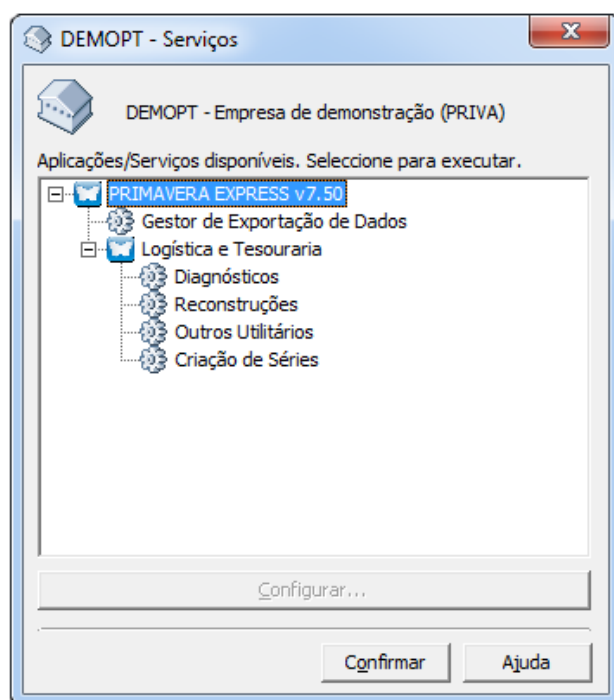 DEMOPT - Serviços
DEMOPT - Empresa de demonstração (PRIVA)
Aplicações/Serviços disponíveis. Seleccione para executar.
PRIMAVERA EXPRESS v7.50
Gestor de Exportação de Dados
Logística e Tesouraria
Diagnósticos
Reconstruções
Outros Utilitários
Criação de Séries
Configurar...
Confirmar
Ajuda